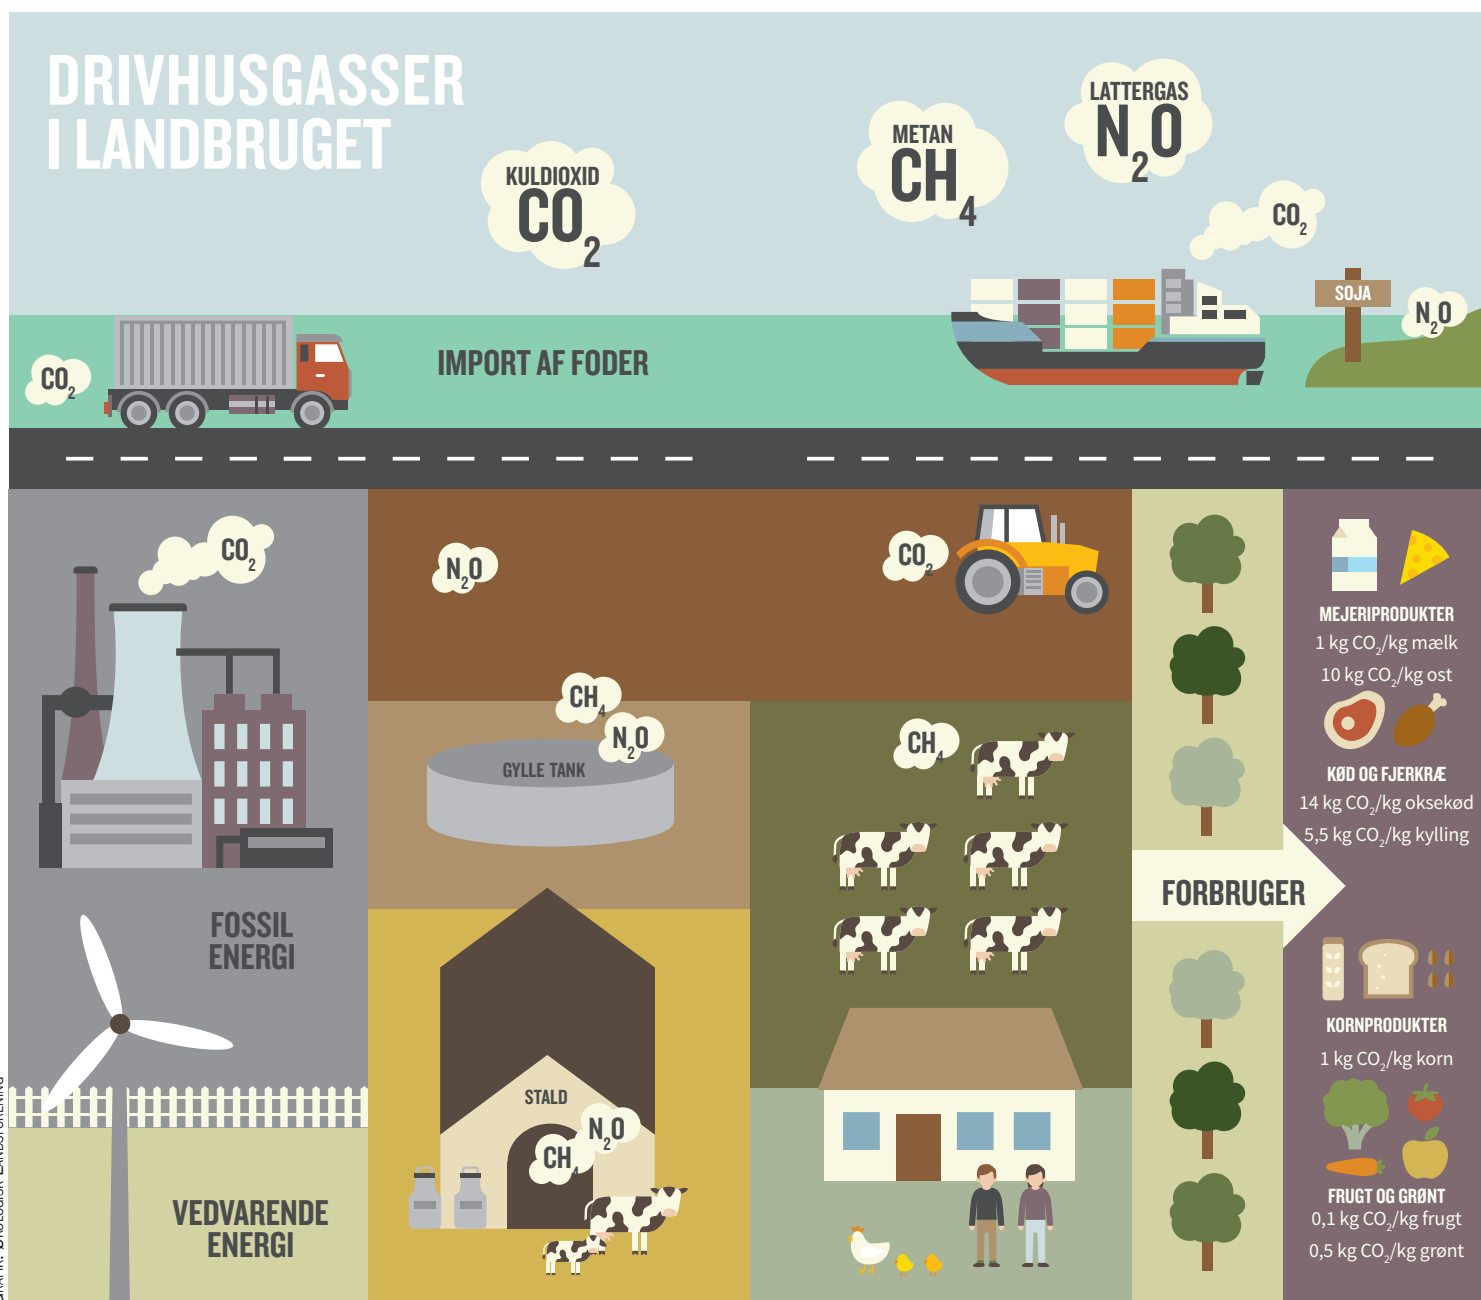 DRIVHUSGASSER
I LANDBRUGET
KULDIOXID
CO2
METAN
CH4
LATTERGAS
N2O
CO2
SOJA
N2O
CO2
IMPORT AF FODER
CO2
N2O
CO2
CH4
N2O
GYLLE TANK
CH4
FOSSIL
ENERGI
STALD
N2O
CH4
VEDVARENDE
ENERGI
FORBRUGER
MEJERIPRODUKTER
1 kg CO2/kg mælk
10 kg CO2/kg ost
KØD OG FJERKRÆ
14 kg CO2/kg oksekød
5,5 kg CO2/kg kylling
KORNPRODUKTER
1 kg CO2/kg korn
FRUGT OG GRØNT
0,1 kg CO2/kg frugt
0,5 kg CO2/kg grønt
GRAFIK: ØKOLOGISK LANDSFORENING